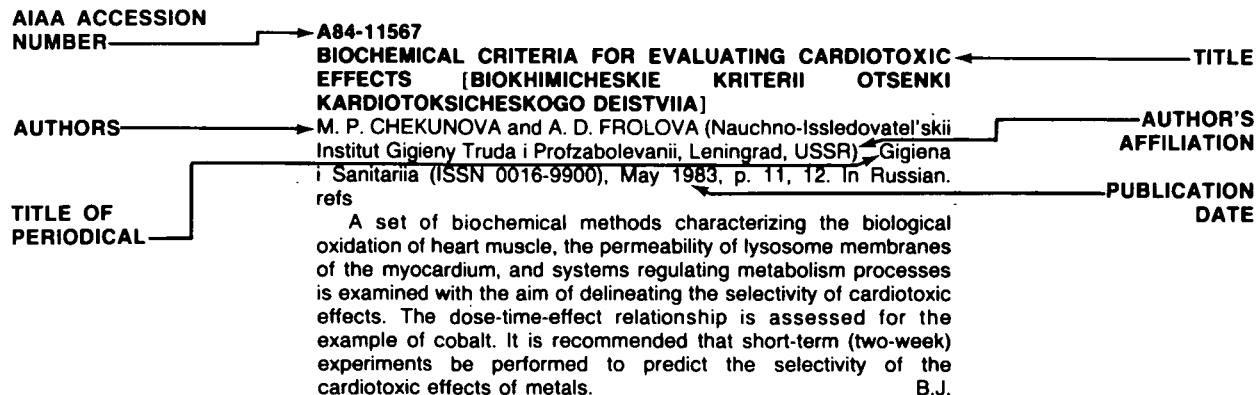 AIAA ACCESSION
NUMBER
A84-11567
BIOCHEMICAL CRITERIA FOR EVALUATING CARDIOTOXIC
EFFECTS [BIOKHIMICHESKIE KRITERII OTSENKI
KARDIOTOKSICHESKOGO DEISTVIIA]
TITLE
AUTHORS
M. P. CHEKUNOVA and A. D. FROLOVA (Nauchno-Issledovatel'skii
Institut Gigieny Truda i Profzabolevanii, Leningrad, USSR) Gigiena
i Sanitariia (ISSN 0016-9900), May 1983, p. 11, 12. In Russian.
refs
AUTHOR'S
AFFILIATION
TITLE OF
PERIODICAL
PUBLICATION
DATE
A set of biochemical methods characterizing the biological
oxidation of heart muscle, the permeability of lysosome membranes
of the myocardium, and systems regulating metabolism processes
is examined with the aim of delineating the selectivity of cardiotoxic
effects. The dose-time-effect relationship is assessed for the
example of cobalt. It is recommended that short-term (two-week)
experiments be performed to predict the selectivity of the
cardiotoxic effects of metals. B.J.